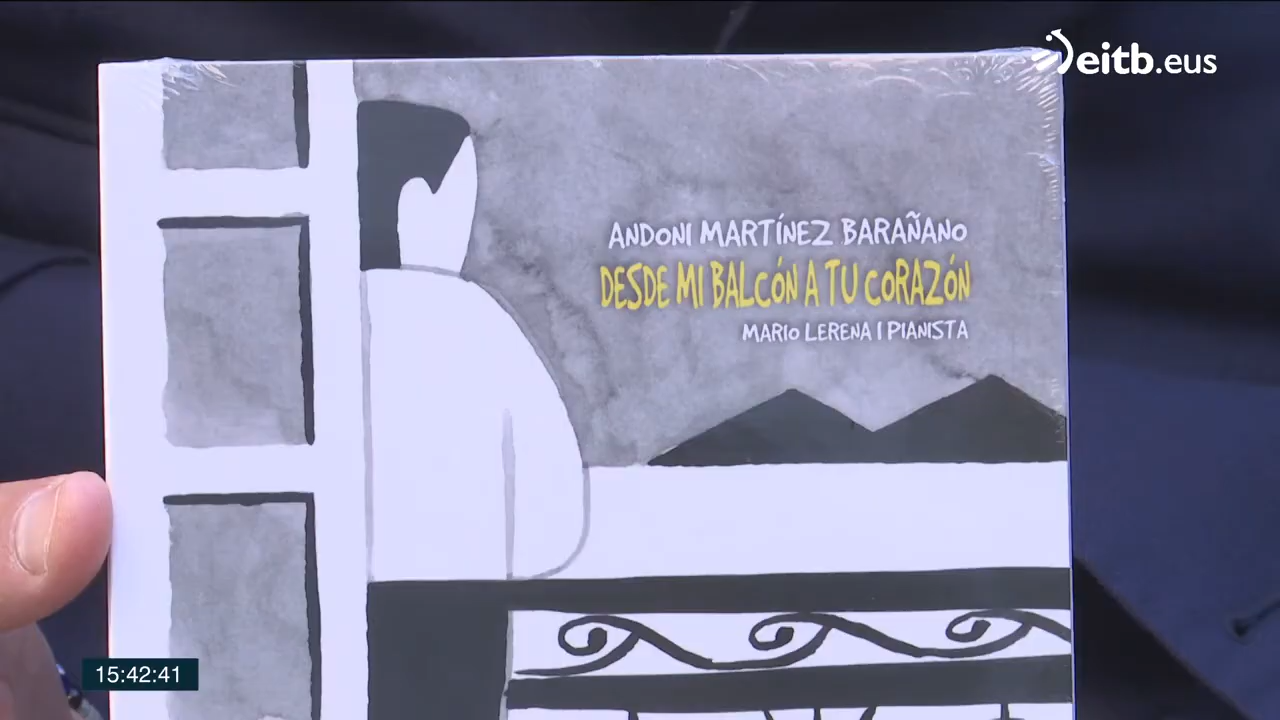 eitb.eus
ANDONI MARTÍNEZ BARAÑANO
DESDE MI BALCÓN A TU CORAZÓN
MARIO LERENA | PIANISTA
15:42:41